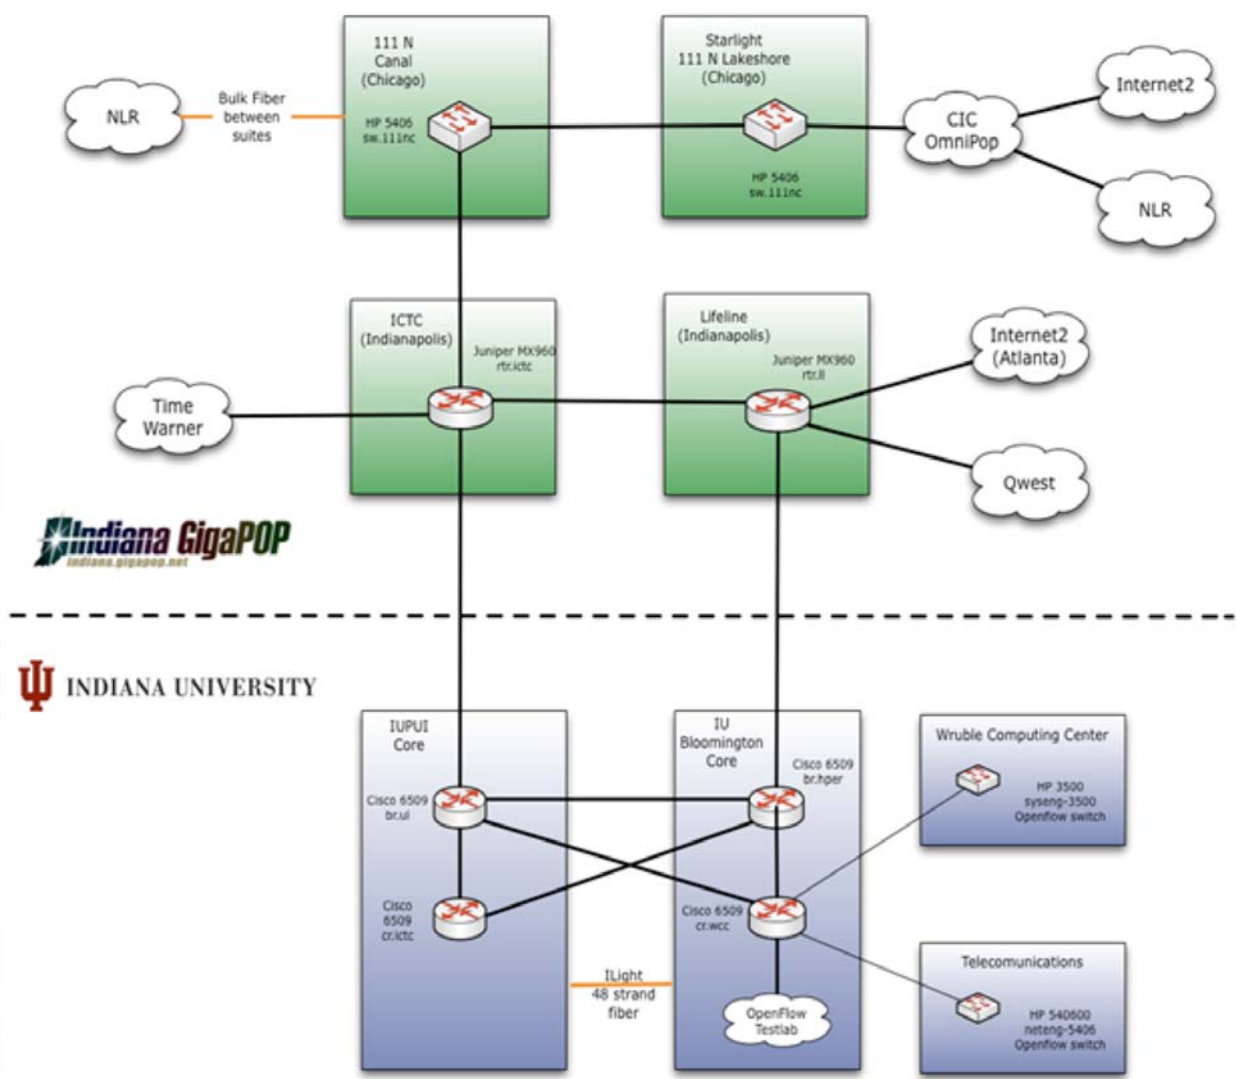 111 N
Canal
(Chicago)
HP 5406
sw.111nc
Starlight
111 N Lakeshore
(Chicago)
HP 5406
sw.111nc
NLR
Bulk Fiber
between
suites
CIC
OmniPop
Internet2
NLR
ICTC
(Indianapolis)
Juniper MX960
rtr.ictc
Lifeline
(Indianapolis)
Juniper MX960
rtr.ll
Time
Warner
Internet2
(Atlanta)
Qwest
Indiana GigaPOP
indiana.gigapop.net
INDIANA UNIVERSITY
IUPUI
Core
Cisco 6509
br.ul
Cisco
6509
cr.ictc
IU
Bloomington
Core
Cisco 6509
br.hper
Cisco 6509
cr.wcc
ILight
48 strand
fiber
OpenFlow
Testlab
Wruble Computing Center
HP 3500
syseng-3500
Openflow switch
Telecomunications
HP 540600
neteng-5406
Openflow switch